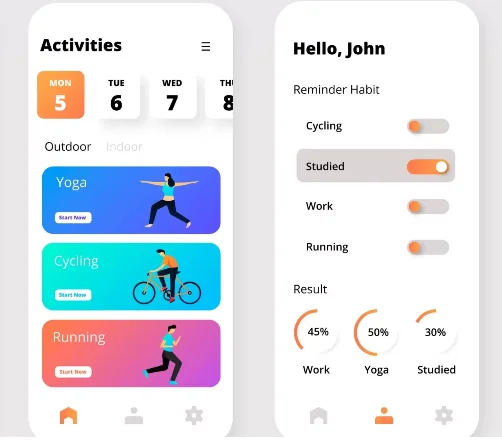 Activities
MON TUE WED THU
5 6 7 8
Outdoor Indoor
Yoga
Start Now
Cycling
Start Now
Running
Start Now
Hello, John
Reminder Habit
Cycling
Studied
Work
Running
Result
45% 50% 30%
Work Yoga Studied